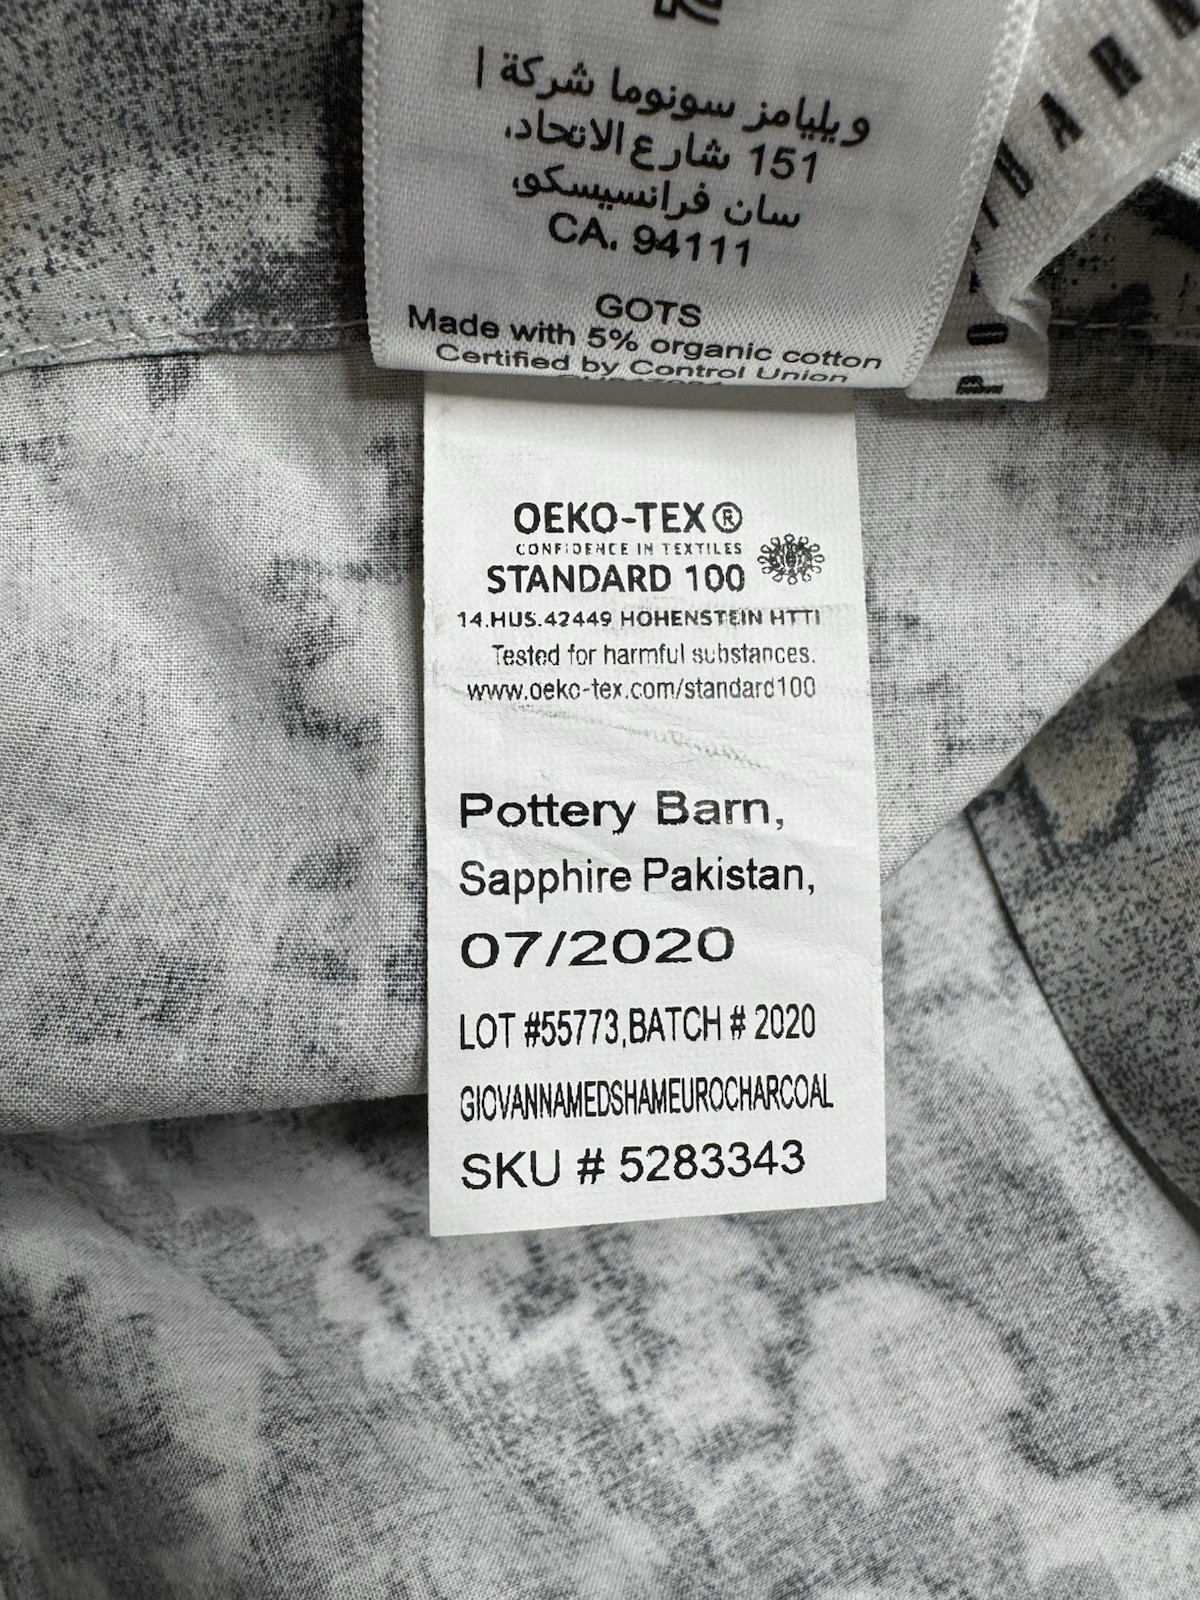 ويليامز سونوما شركة |
151 شارع الاتحاد،
سان فرانسيسكو،
CA. 94111
GOTS
Made with 5% organic cotton
Certified by Control Union
OEKO-TEX®
CONFIDENCE IN TEXTILES
STANDARD 100
14.HUS.42449 HOHENSTEIN HTTI
Tested for harmful substances.
www.oeko-tex.com/standard100
Pottery Barn,
Sapphire Pakistan,
07/2020
LOT #55773,BATCH # 2020
GIOVANNAMEDSHAMEUROCHARCOAL
SKU # 5283343